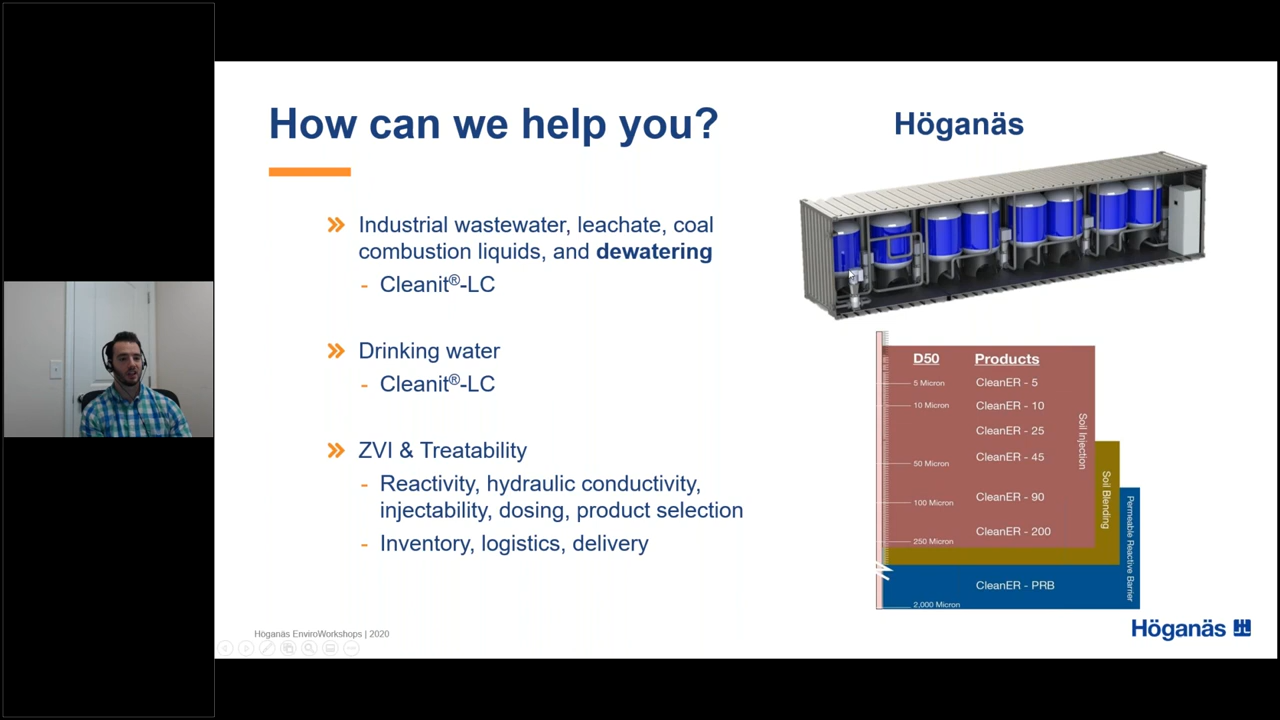 How can we help you?
Höganäs
Industrial wastewater, leachate, coal
combustion liquids, and dewatering
- Cleanit®-LC
Drinking water
- Cleanit®-LC
ZVI & Treatability
- Reactivity, hydraulic conductivity,
injectability, dosing, product selection
- Inventory, logistics, delivery
D50 Products
5 Micron CleanER - 5
10 Micron CleanER - 10
CleanER - 25
CleanER - 45
50 Micron
CleanER - 90
100 Micron
CleanER - 200
250 Micron
CleanER - PRB
2,000 Micron
Soil Injection
Soil Blending
Permeable Reactive Barrier
Höganäs EnviroWorkshops | 2020
Höganäs